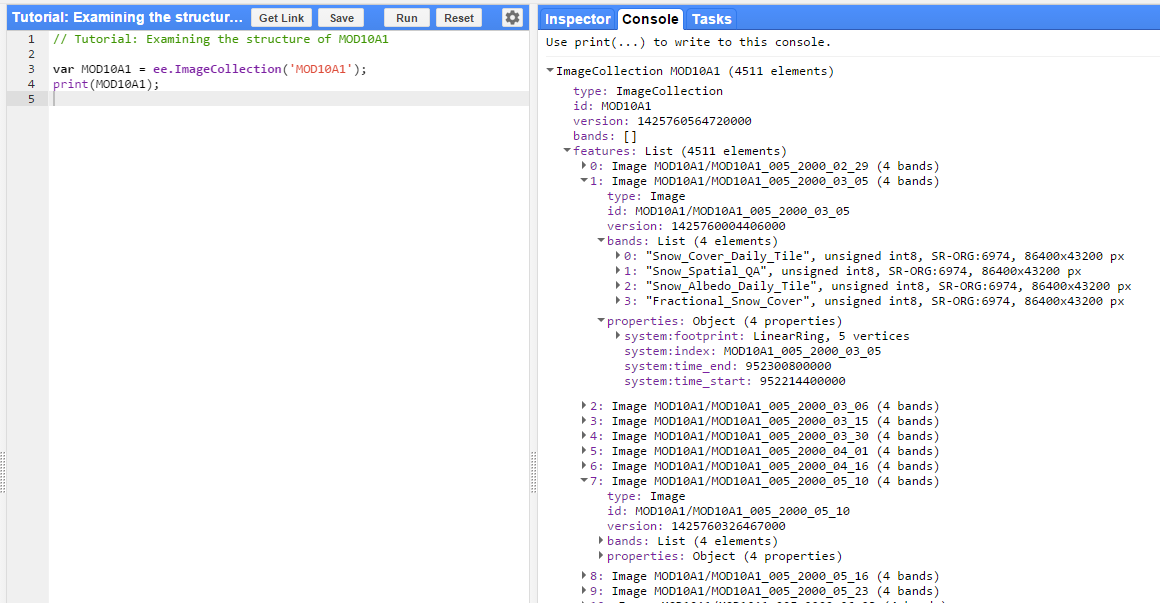 Tutorial: Examining the structur... Get Link Save Run Reset
1 // Tutorial: Examining the structure of MOD10A1
2
3 var MOD10A1 = ee.ImageCollection('MOD10A1');
4 print(MOD10A1);
5
Inspector Console Tasks
Use print(...) to write to this console.
ImageCollection MOD10A1 (4511 elements)
type: ImageCollection
id: MOD10A1
version: 1425760564720000
bands: []
features: List (4511 elements)
0: Image MOD10A1/MOD10A1_005_2000_02_29 (4 bands)
1: Image MOD10A1/MOD10A1_005_2000_03_05 (4 bands)
type: Image
id: MOD10A1/MOD10A1_005_2000_03_05
version: 1425760004406000
bands: List (4 elements)
0: "Snow_Cover_Daily_Tile", unsigned int8, SR-ORG:6974, 86400x43200 px
1: "Snow_Spatial_QA", unsigned int8, SR-ORG:6974, 86400x43200 px
2: "Snow_Albedo_Daily_Tile", unsigned int8, SR-ORG:6974, 86400x43200 px
3: "Fractional_Snow_Cover", unsigned int8, SR-ORG:6974, 86400x43200 px
properties: Object (4 properties)
system:footprint: LinearRing, 5 vertices
system:index: MOD10A1_005_2000_03_05
system:time_end: 952300800000
system:time_start: 952214400000
2: Image MOD10A1/MOD10A1_005_2000_03_06 (4 bands)
3: Image MOD10A1/MOD10A1_005_2000_03_15 (4 bands)
4: Image MOD10A1/MOD10A1_005_2000_03_30 (4 bands)
5: Image MOD10A1/MOD10A1_005_2000_04_01 (4 bands)
6: Image MOD10A1/MOD10A1_005_2000_04_16 (4 bands)
7: Image MOD10A1/MOD10A1_005_2000_05_10 (4 bands)
type: Image
id: MOD10A1/MOD10A1_005_2000_05_10
version: 1425760326467000
bands: List (4 elements)
properties: Object (4 properties)
8: Image MOD10A1/MOD10A1_005_2000_05_16 (4 bands)
9: Image MOD10A1/MOD10A1_005_2000_05_23 (4 bands)